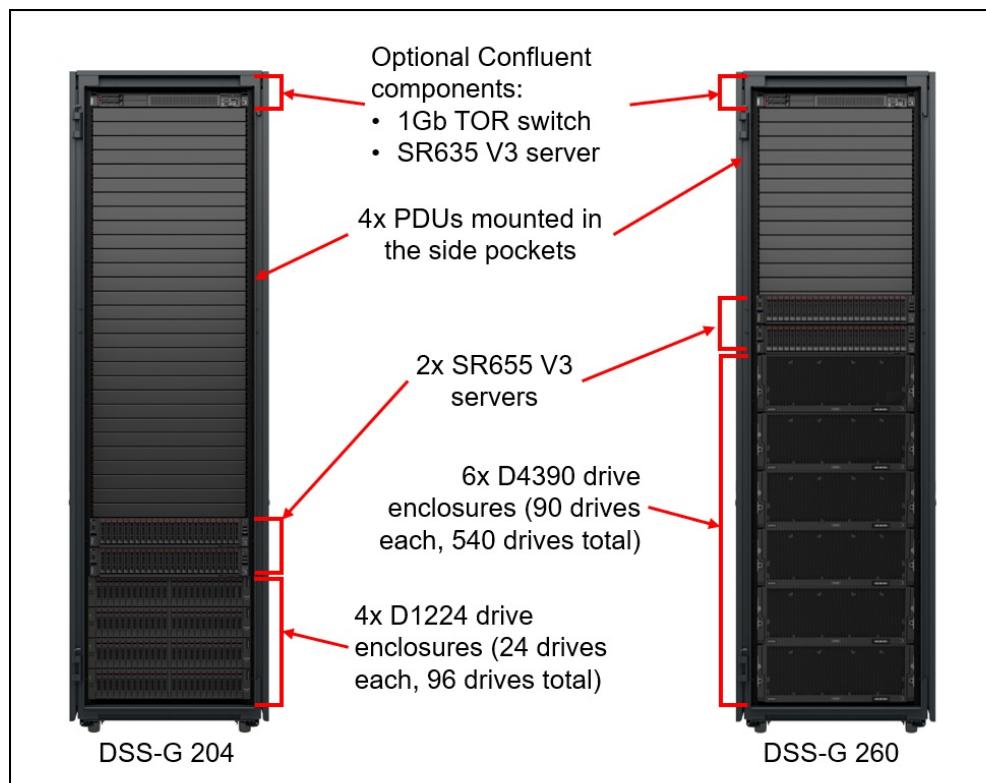 Optional Confluent
components:
• 1Gb TOR switch
• SR635 V3 server
4x PDUs mounted in
the side pockets
2x SR655 V3
servers
6x D4390 drive
enclosures (90 drives
each, 540 drives total)
4x D1224 drive
enclosures (24 drives
each, 96 drives total)
DSS-G 204
DSS-G 260